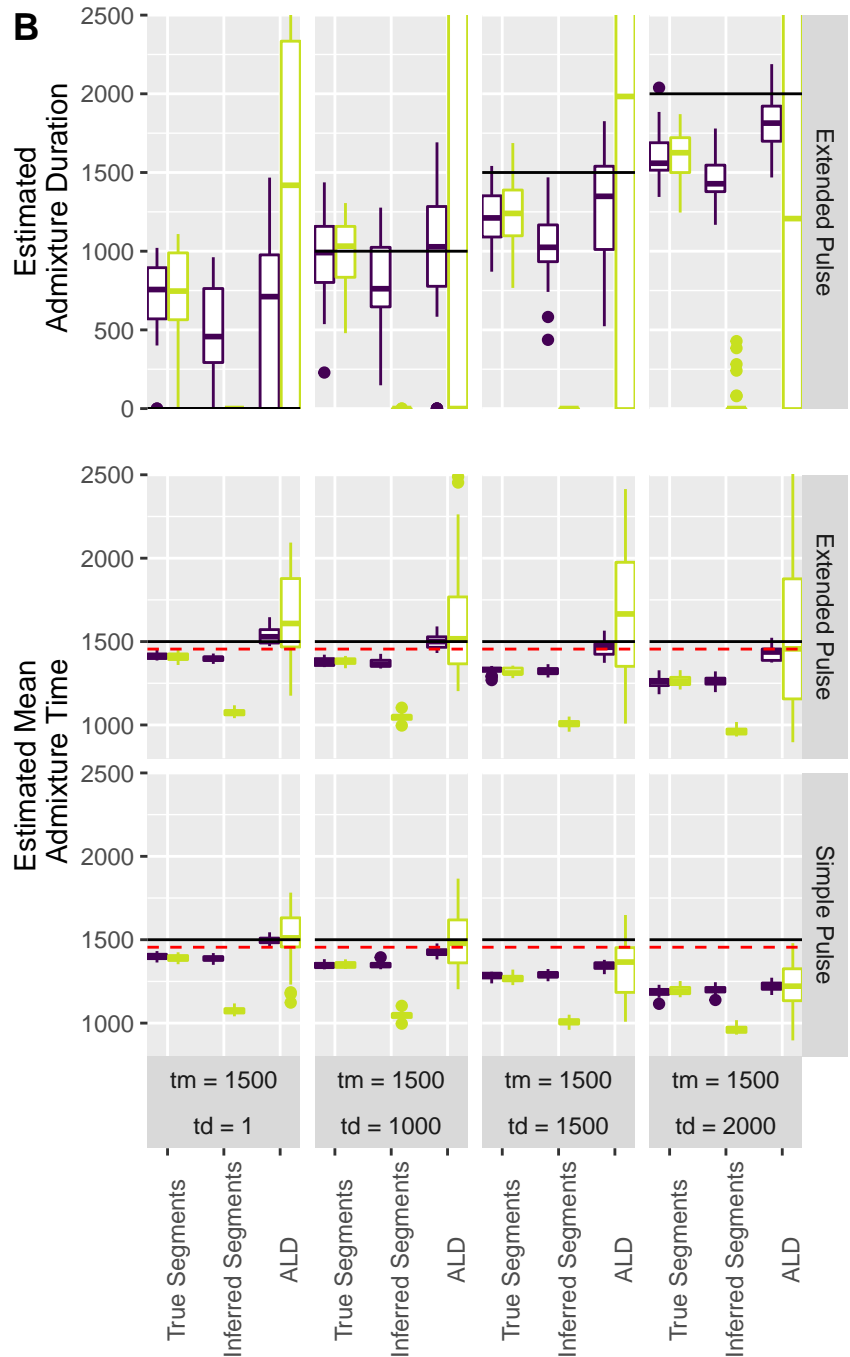 B
Estimated
Admixture Duration
2500
2000
1500
1000
500
0
Extended Pulse
Estimated Mean
Admixture Time
2500
2000
1500
1000
Extended Pulse
2500
2000
1500
1000
Simple Pulse
tm = 1500
tm = 1500
tm = 1500
tm = 1500
td = 1
td = 1000
td = 1500
td = 2000
True Segments
Inferred Segments
ALD
True Segments
Inferred Segments
ALD
True Segments
Inferred Segments
ALD
True Segments
Inferred Segments
ALD